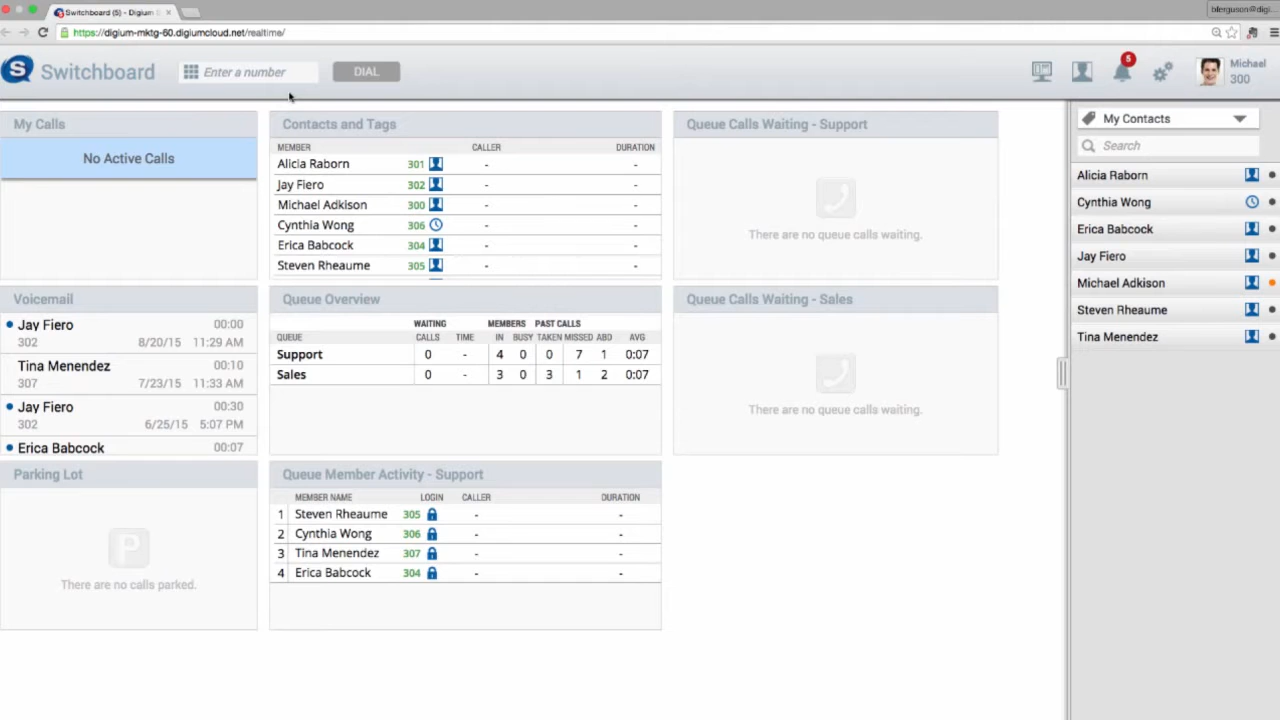 Switchboard (5) - Digium S
blerguson@digi...
https://digium-mktg-60.digiumcloud.net/realtime/
S Switchboard
Enter a number
DIAL
5
Michael
300
My Calls
No Active Calls
Contacts and Tags
MEMBER CALLER DURATION
Alicia Raborn 301 - -
Jay Fiero 302 - -
Michael Adkison 300 - -
Cynthia Wong 306 - -
Erica Babcock 304 - -
Steven Rheaume 305 - -
Queue Calls Waiting - Support
There are no queue calls waiting.
My Contacts
Search
Alicia Raborn
Cynthia Wong
Erica Babcock
Jay Fiero
Michael Adkison
Steven Rheaume
Tina Menendez
Voicemail
Jay Fiero 00:00
302 8/20/15 11:29 AM
Tina Menendez 00:10
307 7/23/15 11:33 AM
Jay Fiero 00:30
302 6/25/15 5:07 PM
Erica Babcock 00:07
Queue Overview
WAITING MEMBERS PAST CALLS
QUEUE CALLS TIME IN BUSY TAKEN MISSED ABD AVG
Support 0 - 4 0 0 7 1 0:07
Sales 0 - 3 0 3 1 2 0:07
Queue Calls Waiting - Sales
There are no queue calls waiting.
Parking Lot
P
There are no calls parked.
Queue Member Activity - Support
MEMBER NAME LOGIN CALLER DURATION
1 Steven Rheaume 305 - -
2 Cynthia Wong 306 - -
3 Tina Menendez 307 - -
4 Erica Babcock 304 - -